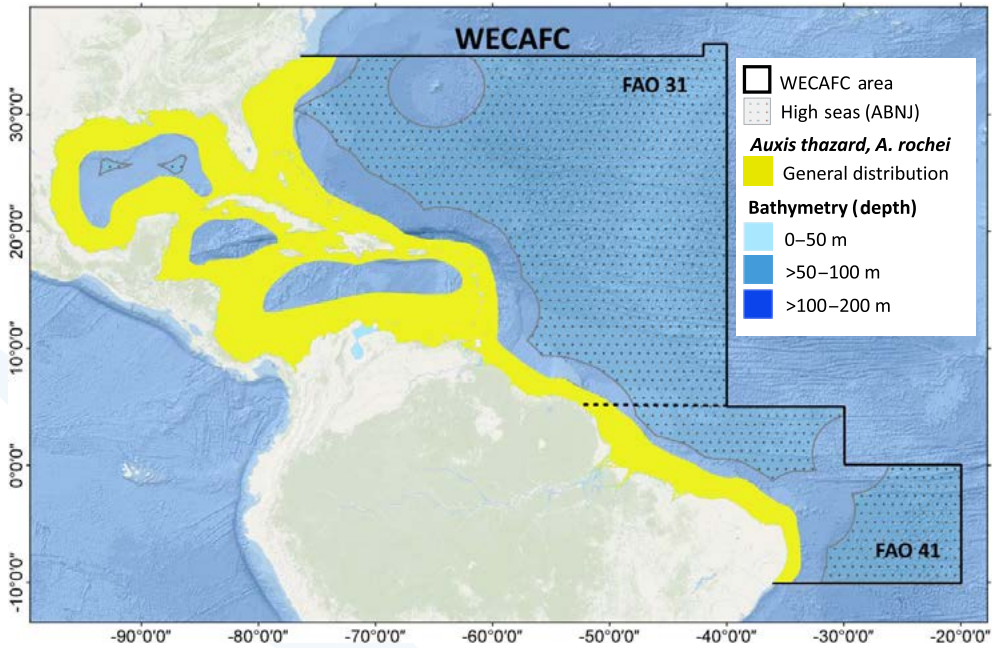 WECAFC
FAO 31
WECAFC area
High seas (ABNJ)
Auxis thazard, A. rochei
General distribution
Bathymetry (depth)
0–50 m
>50–100 m
>100–200 m
FAO 41
30°0'0"
20°0'0"
10°0'0"
0°0'0"
-10°0'0"
-90°0'0"
-80°0'0"
-70°0'0"
-60°0'0"
-50°0'0"
-40°0'0"
-30°0'0"
-20°0'0"